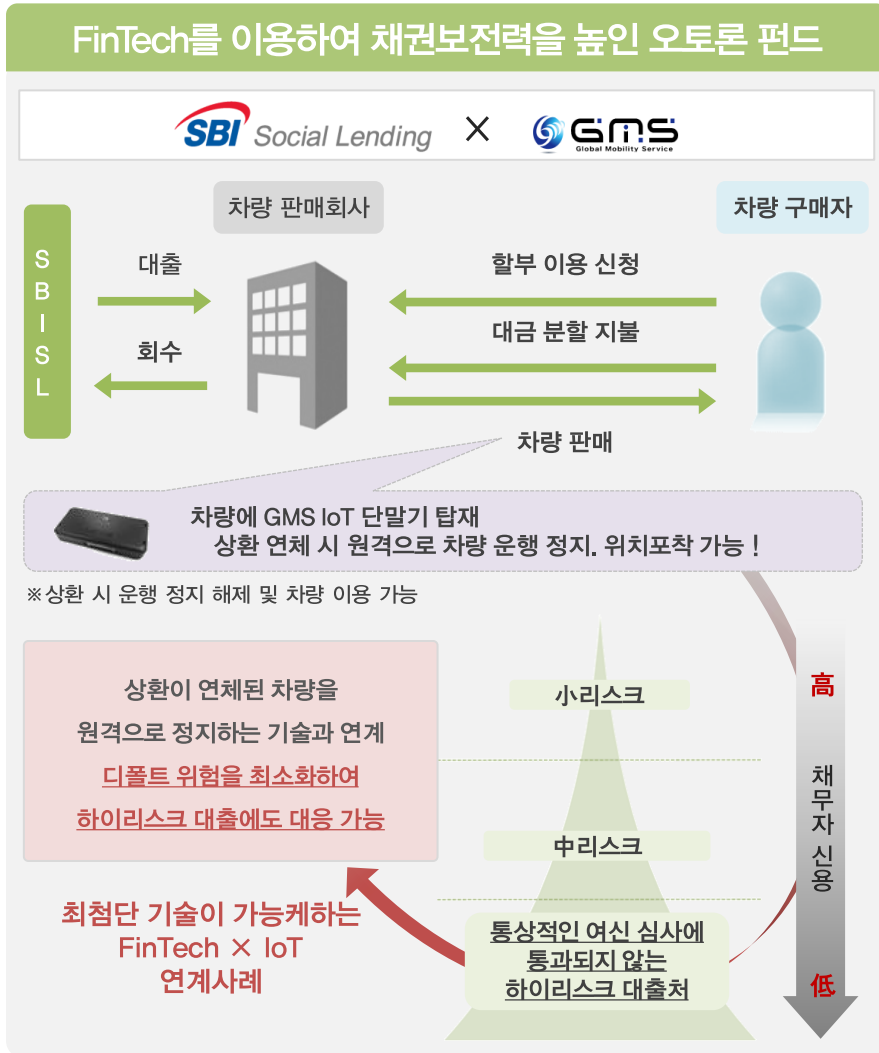 FinTech를 이용하여 채권보전력을 높인 오토론 펀드
SBI Social Lending × GMS
Global Mobility Service
차량 판매회사
차량 구매자
S
B
I
S
L
대출
회수
할부 이용 신청
대금 분할 지불
차량 판매
차량에 GMS IoT 단말기 탑재
상환 연체 시 원격으로 차량 운행 정지. 위치포착 가능 !
※상환 시 운행 정지 해제 및 차량 이용 가능
상환이 연체된 차량을
원격으로 정지하는 기술과 연계
디폴트 위험을 최소화하여
하이리스크 대출에도 대응 가능
최첨단 기술이 가능케하는
FinTech × IoT
연계사례
小리스크
中리스크
통상적인 여신 심사에
통과되지 않는
하이리스크 대출처
高
채무자 신용
低